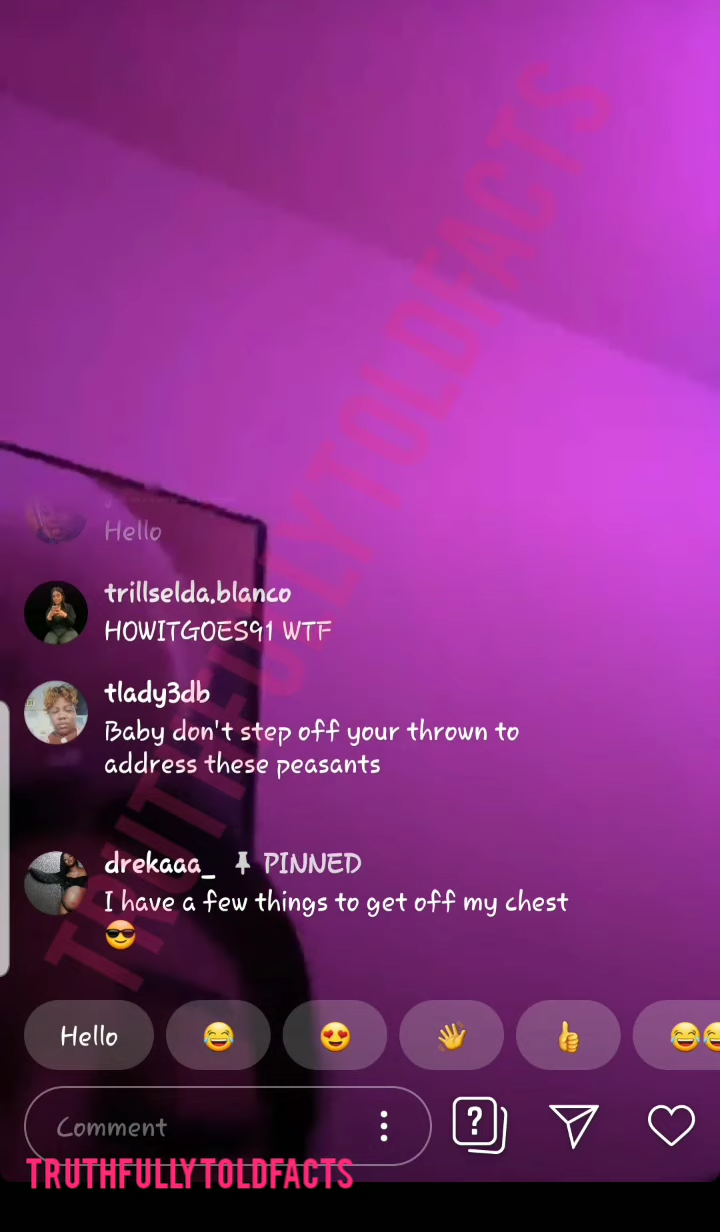 TRUTHFULLYTOLDFACTS
Hello
trillselda.blanco
HOWITGOES91 WTF
tlady3db
Baby don't step off your thrown to
address these peasants
drekaaa_ PINNED
I have a few things to get off my chest
😎
Hello 😂 😍 👋 👍 😂😂
?
Comment
TRUTHFULLYTOLDFACTS